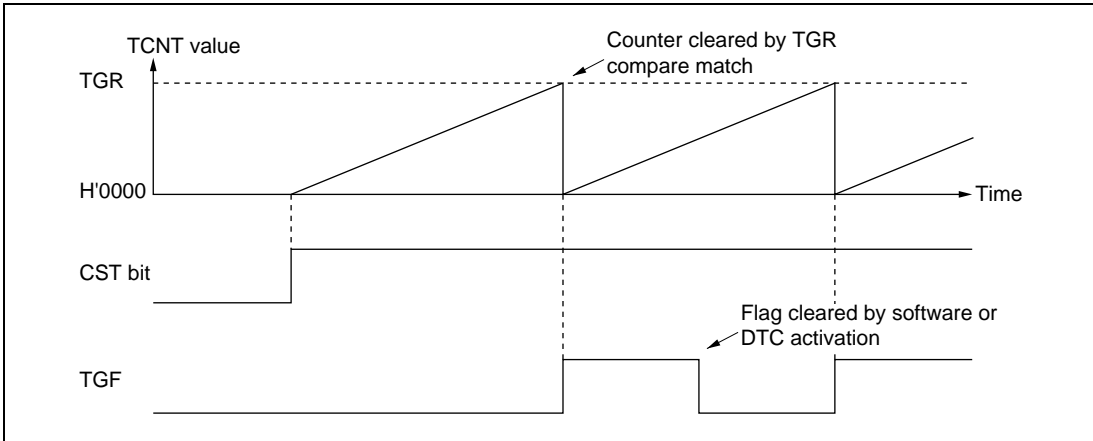 TCNT value
Counter cleared by TGR
compare match
TGR
H'0000
Time
CST bit
Flag cleared by software or
DTC activation
TGF